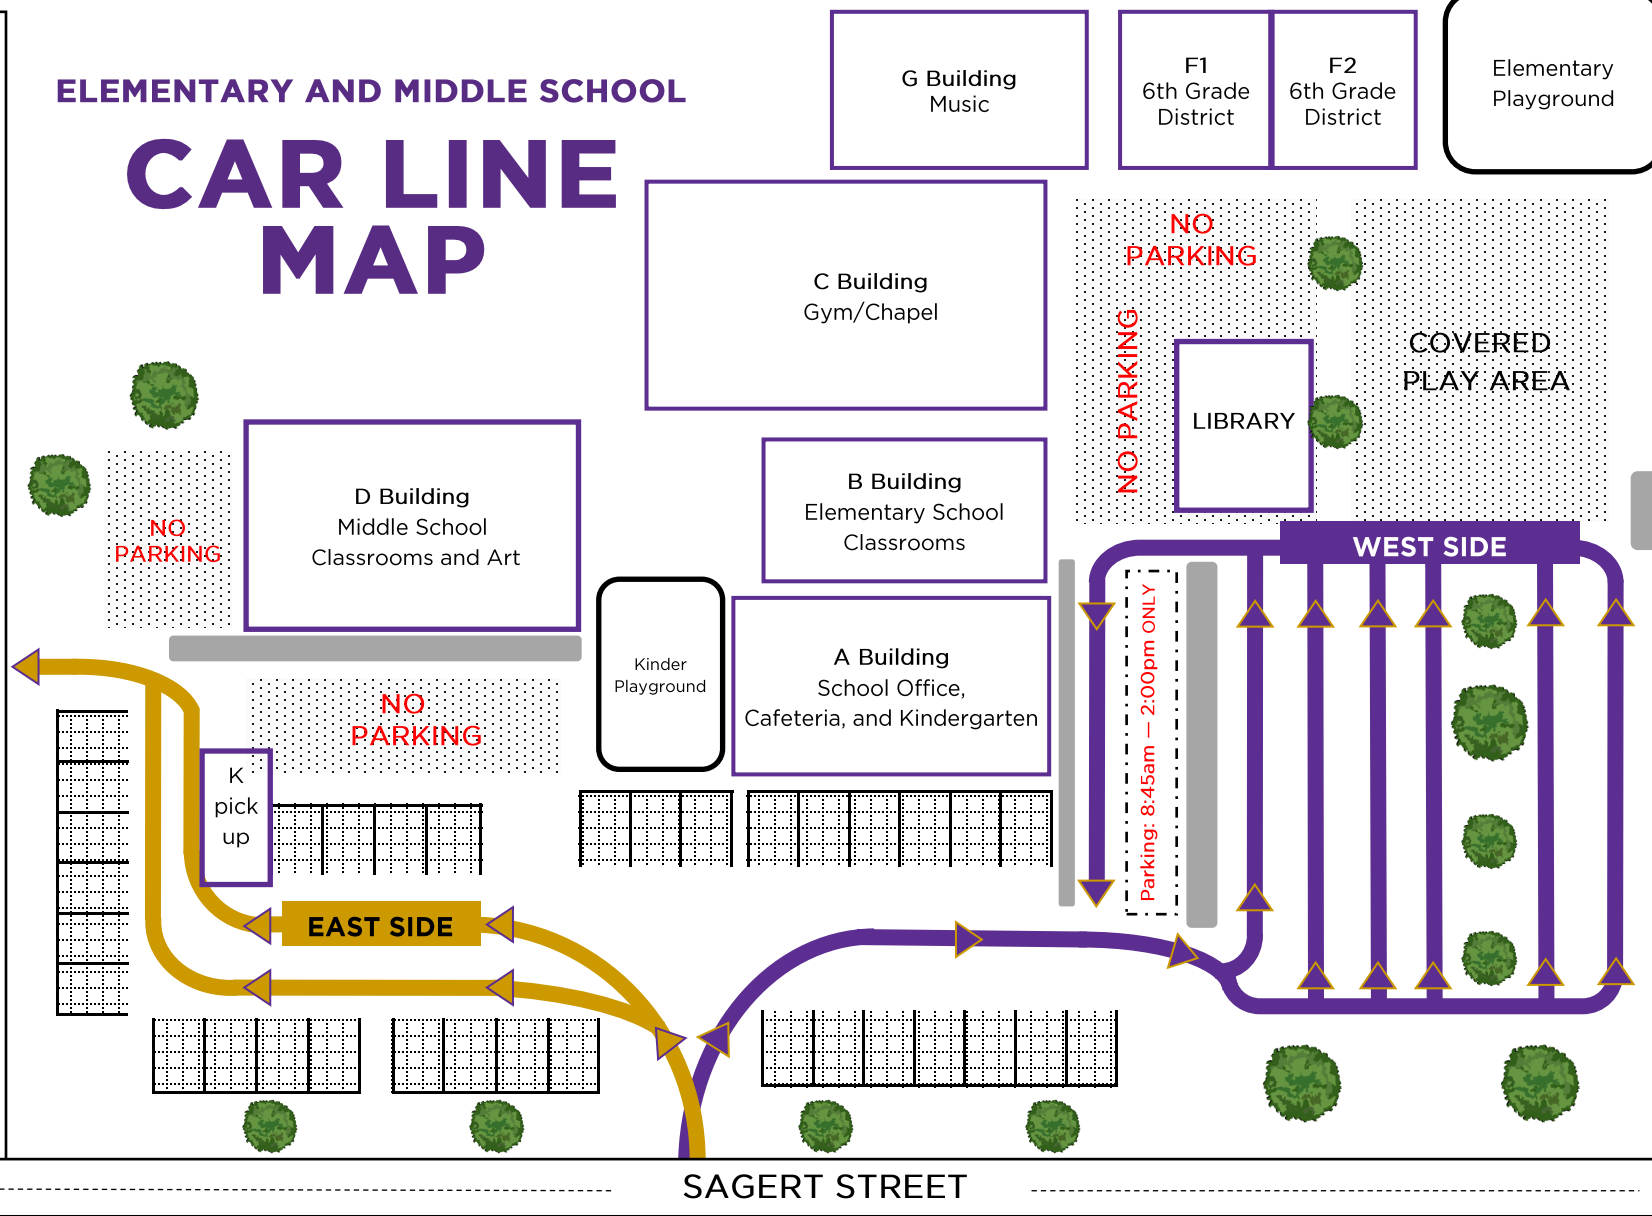 ELEMENTARY AND MIDDLE SCHOOL
CAR LINE
MAP
G Building
Music
F1
6th Grade
District
F2
6th Grade
District
Elementary
Playground
C Building
Gym/Chapel
NO
PARKING
NO PARKING
LIBRARY
COVERED
PLAY AREA
D Building
Middle School
Classrooms and Art
B Building
Elementary School
Classrooms
NO
PARKING
WEST SIDE
Kinder
Playground
A Building
School Office,
Cafeteria, and Kindergarten
Parking: 8:45am — 2:00pm ONLY
NO
PARKING
K
pick
up
EAST SIDE
SAGERT STREET